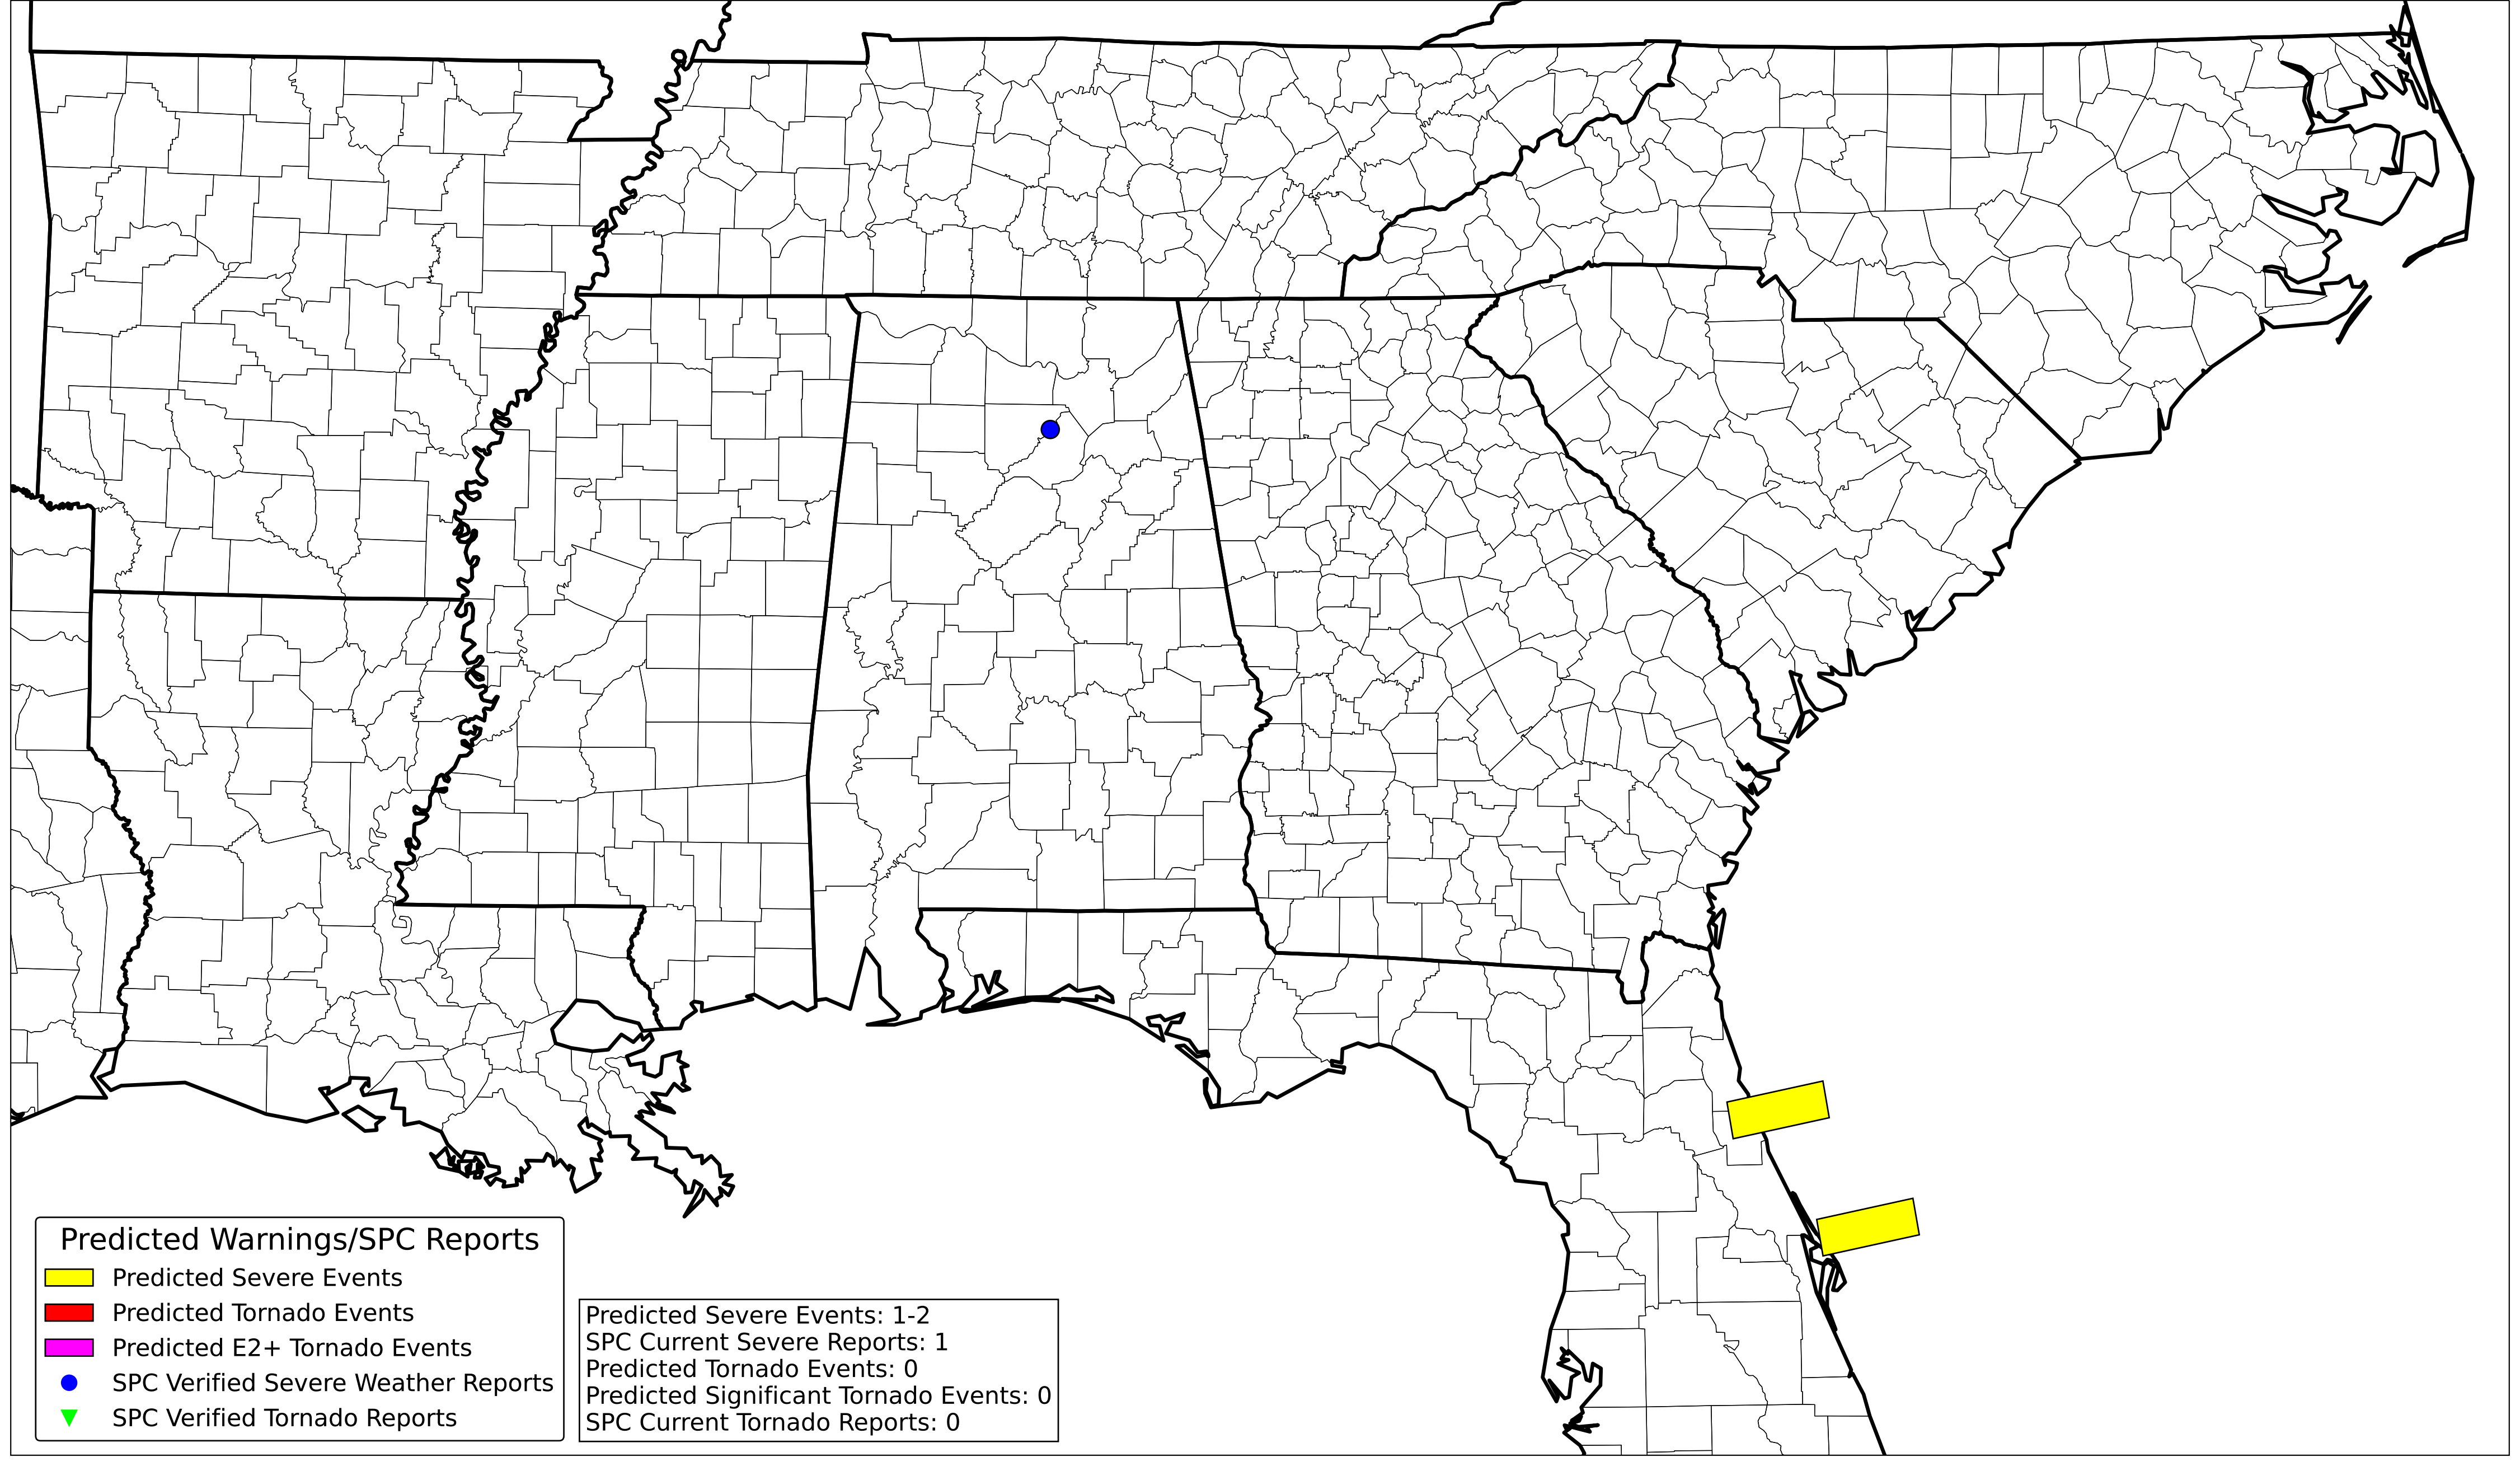 Predicted Warnings/SPC Reports
Predicted Severe Events
Predicted Tornado Events
Predicted E2+ Tornado Events
SPC Verified Severe Weather Reports
SPC Verified Tornado Reports
Predicted Severe Events: 1-2
SPC Current Severe Reports: 1
Predicted Tornado Events: 0
Predicted Significant Tornado Events: 0
SPC Current Tornado Reports: 0